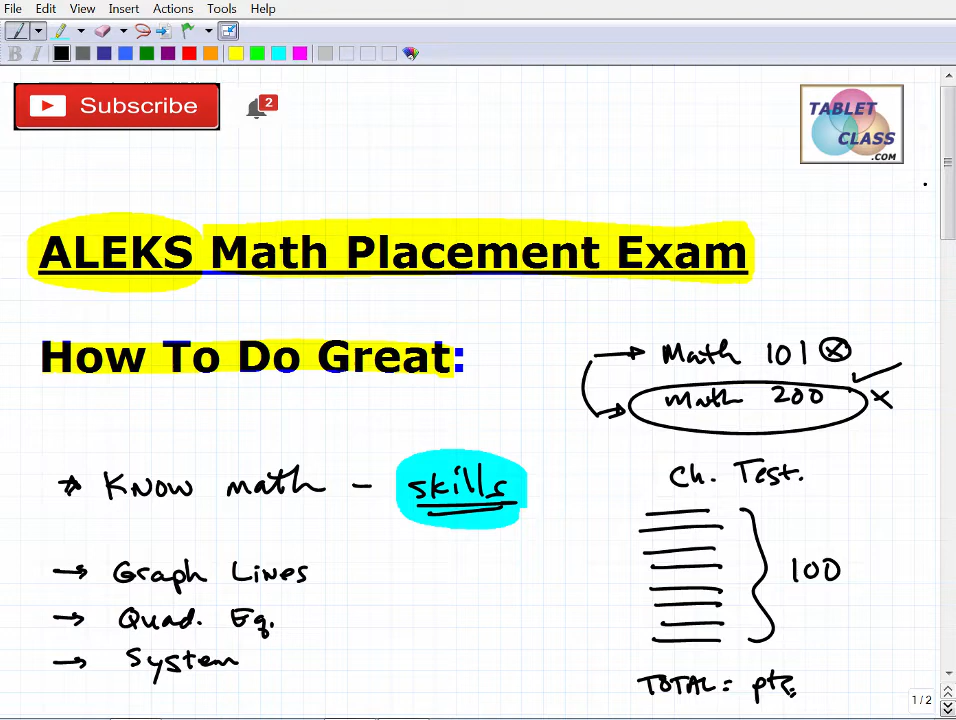 File Edit View Insert Actions Tools Help
B I
Subscribe 2
TABLET
CLASS
.COM
ALEKS Math Placement Exam
How To Do Great:
Math 101
Math 200
* Know math - skills
Ch. Test.
→ Graph Lines
100
→ Quad. Eq.
→ System
TOTAL = pts.
1 / 2